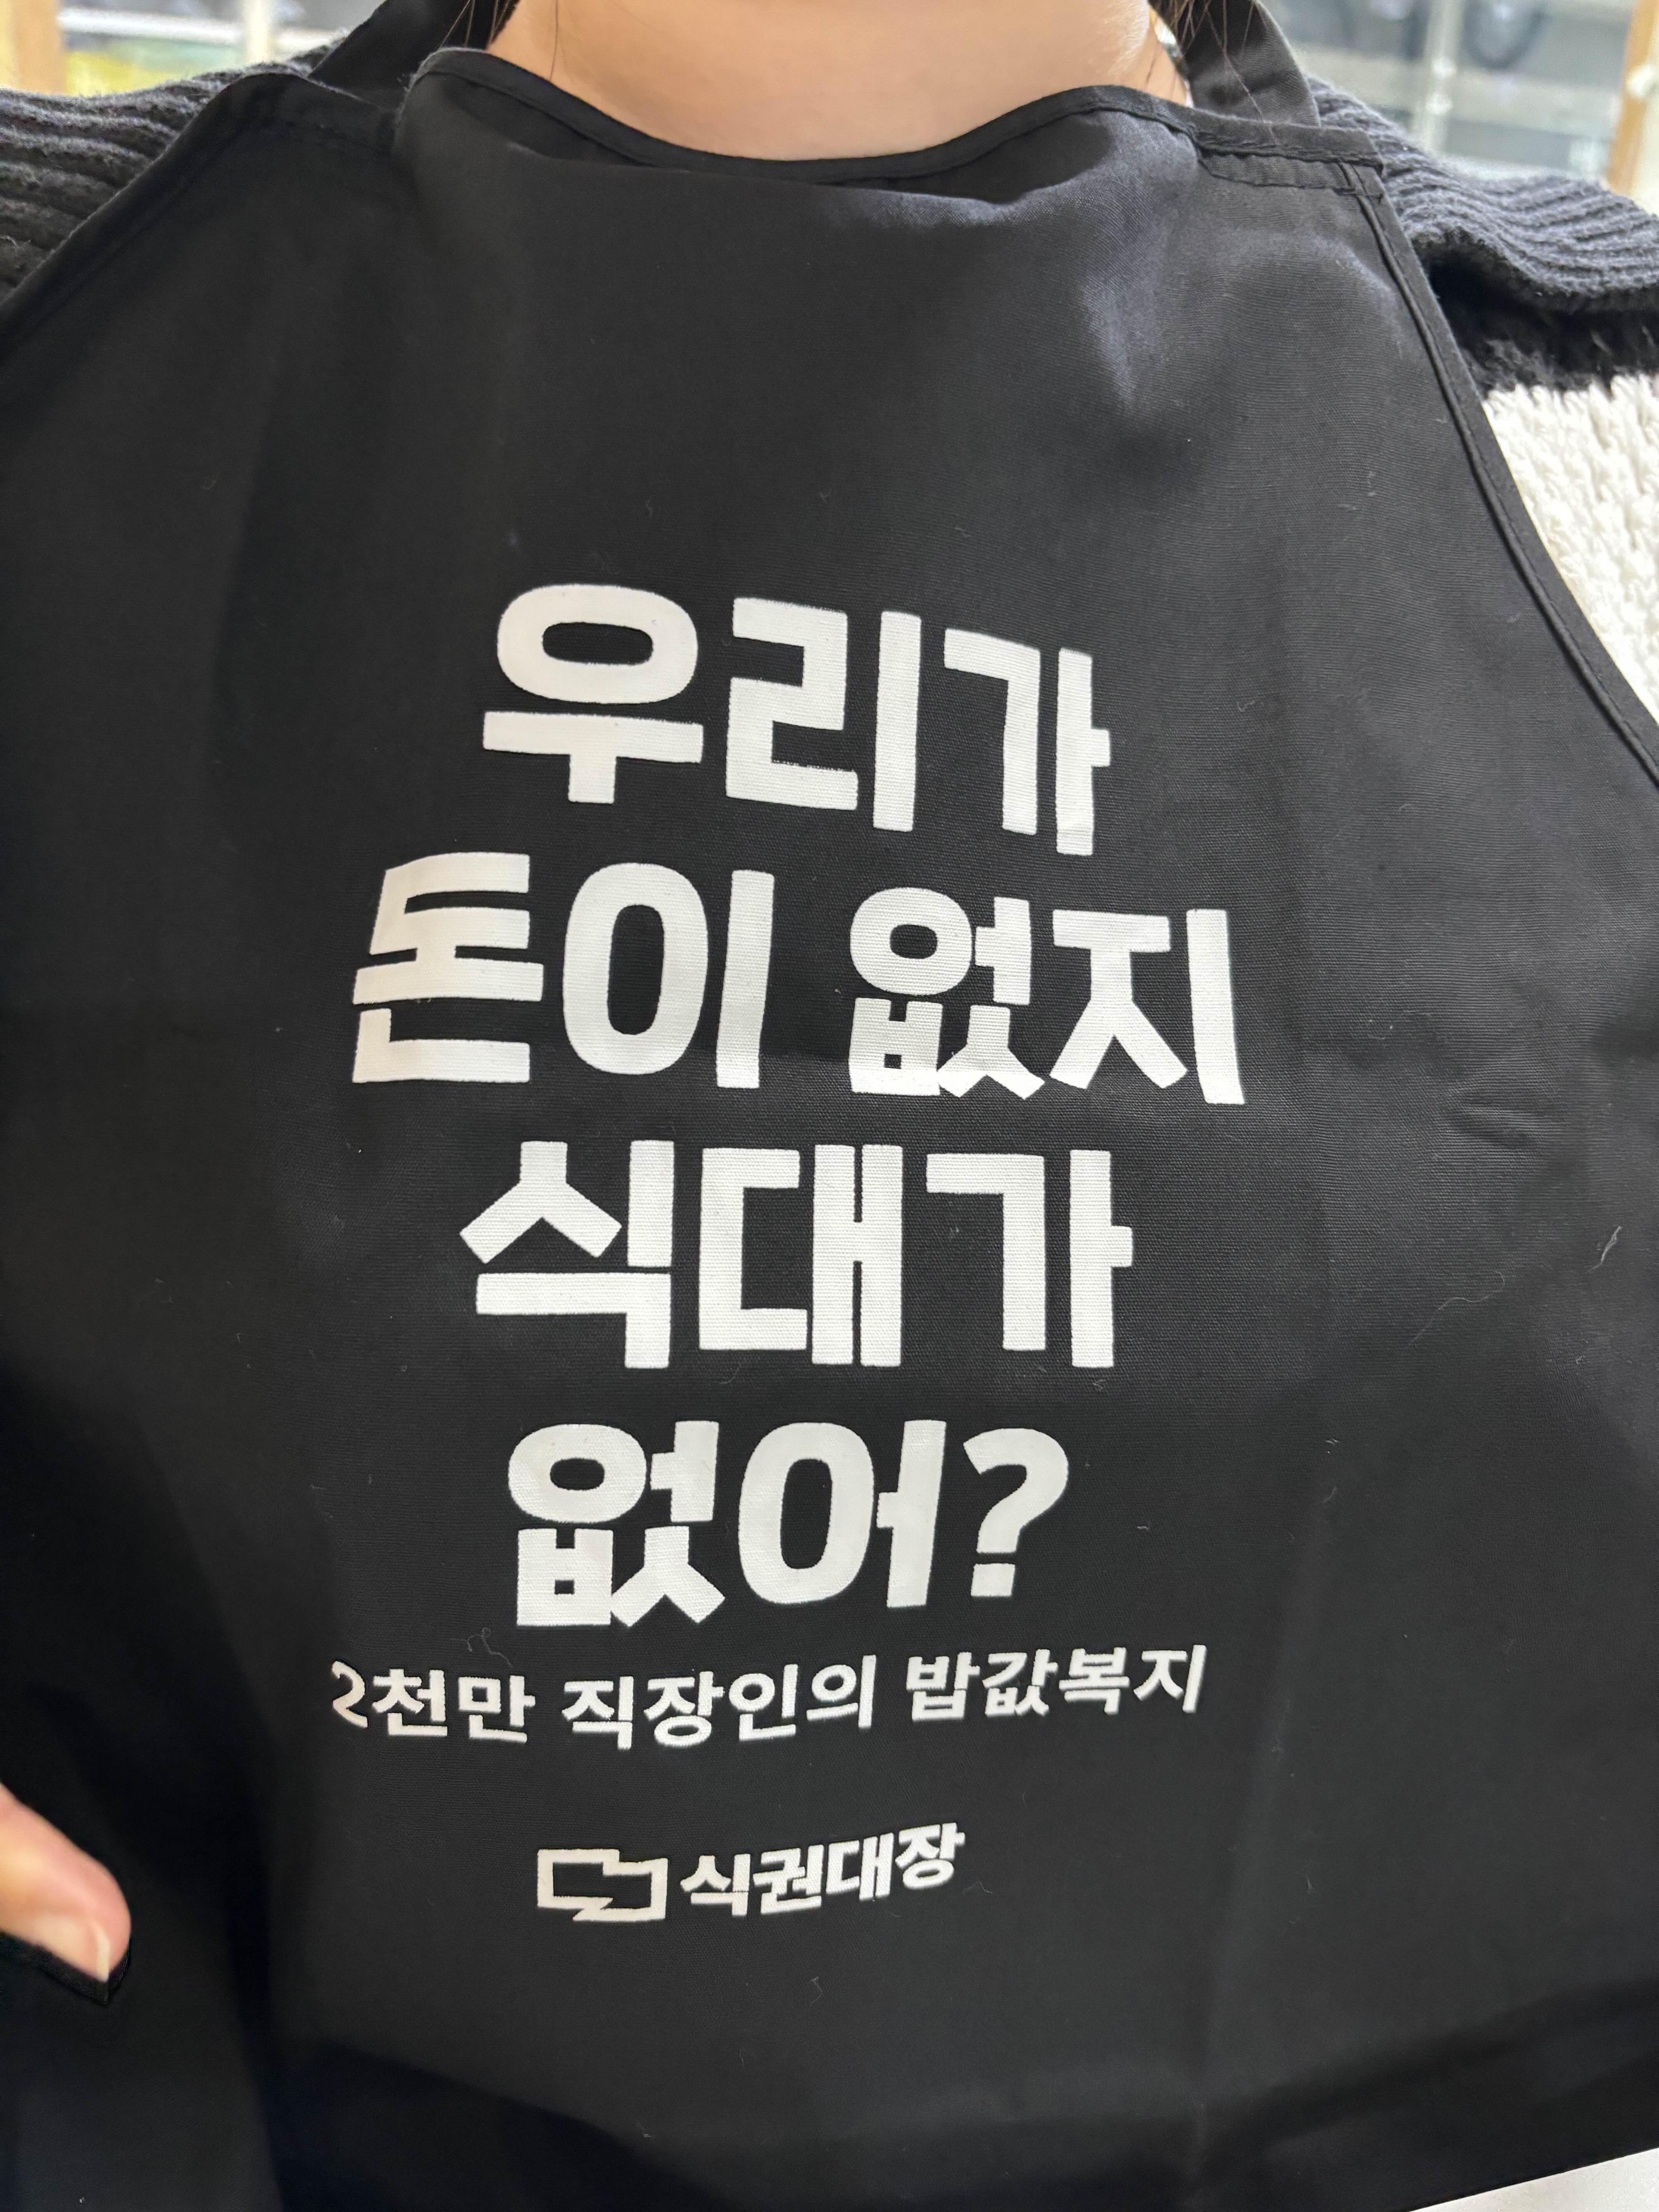 우리가
돈이 없지
식대가
없어?
2천만 직장인의 밥값복지
식권대장